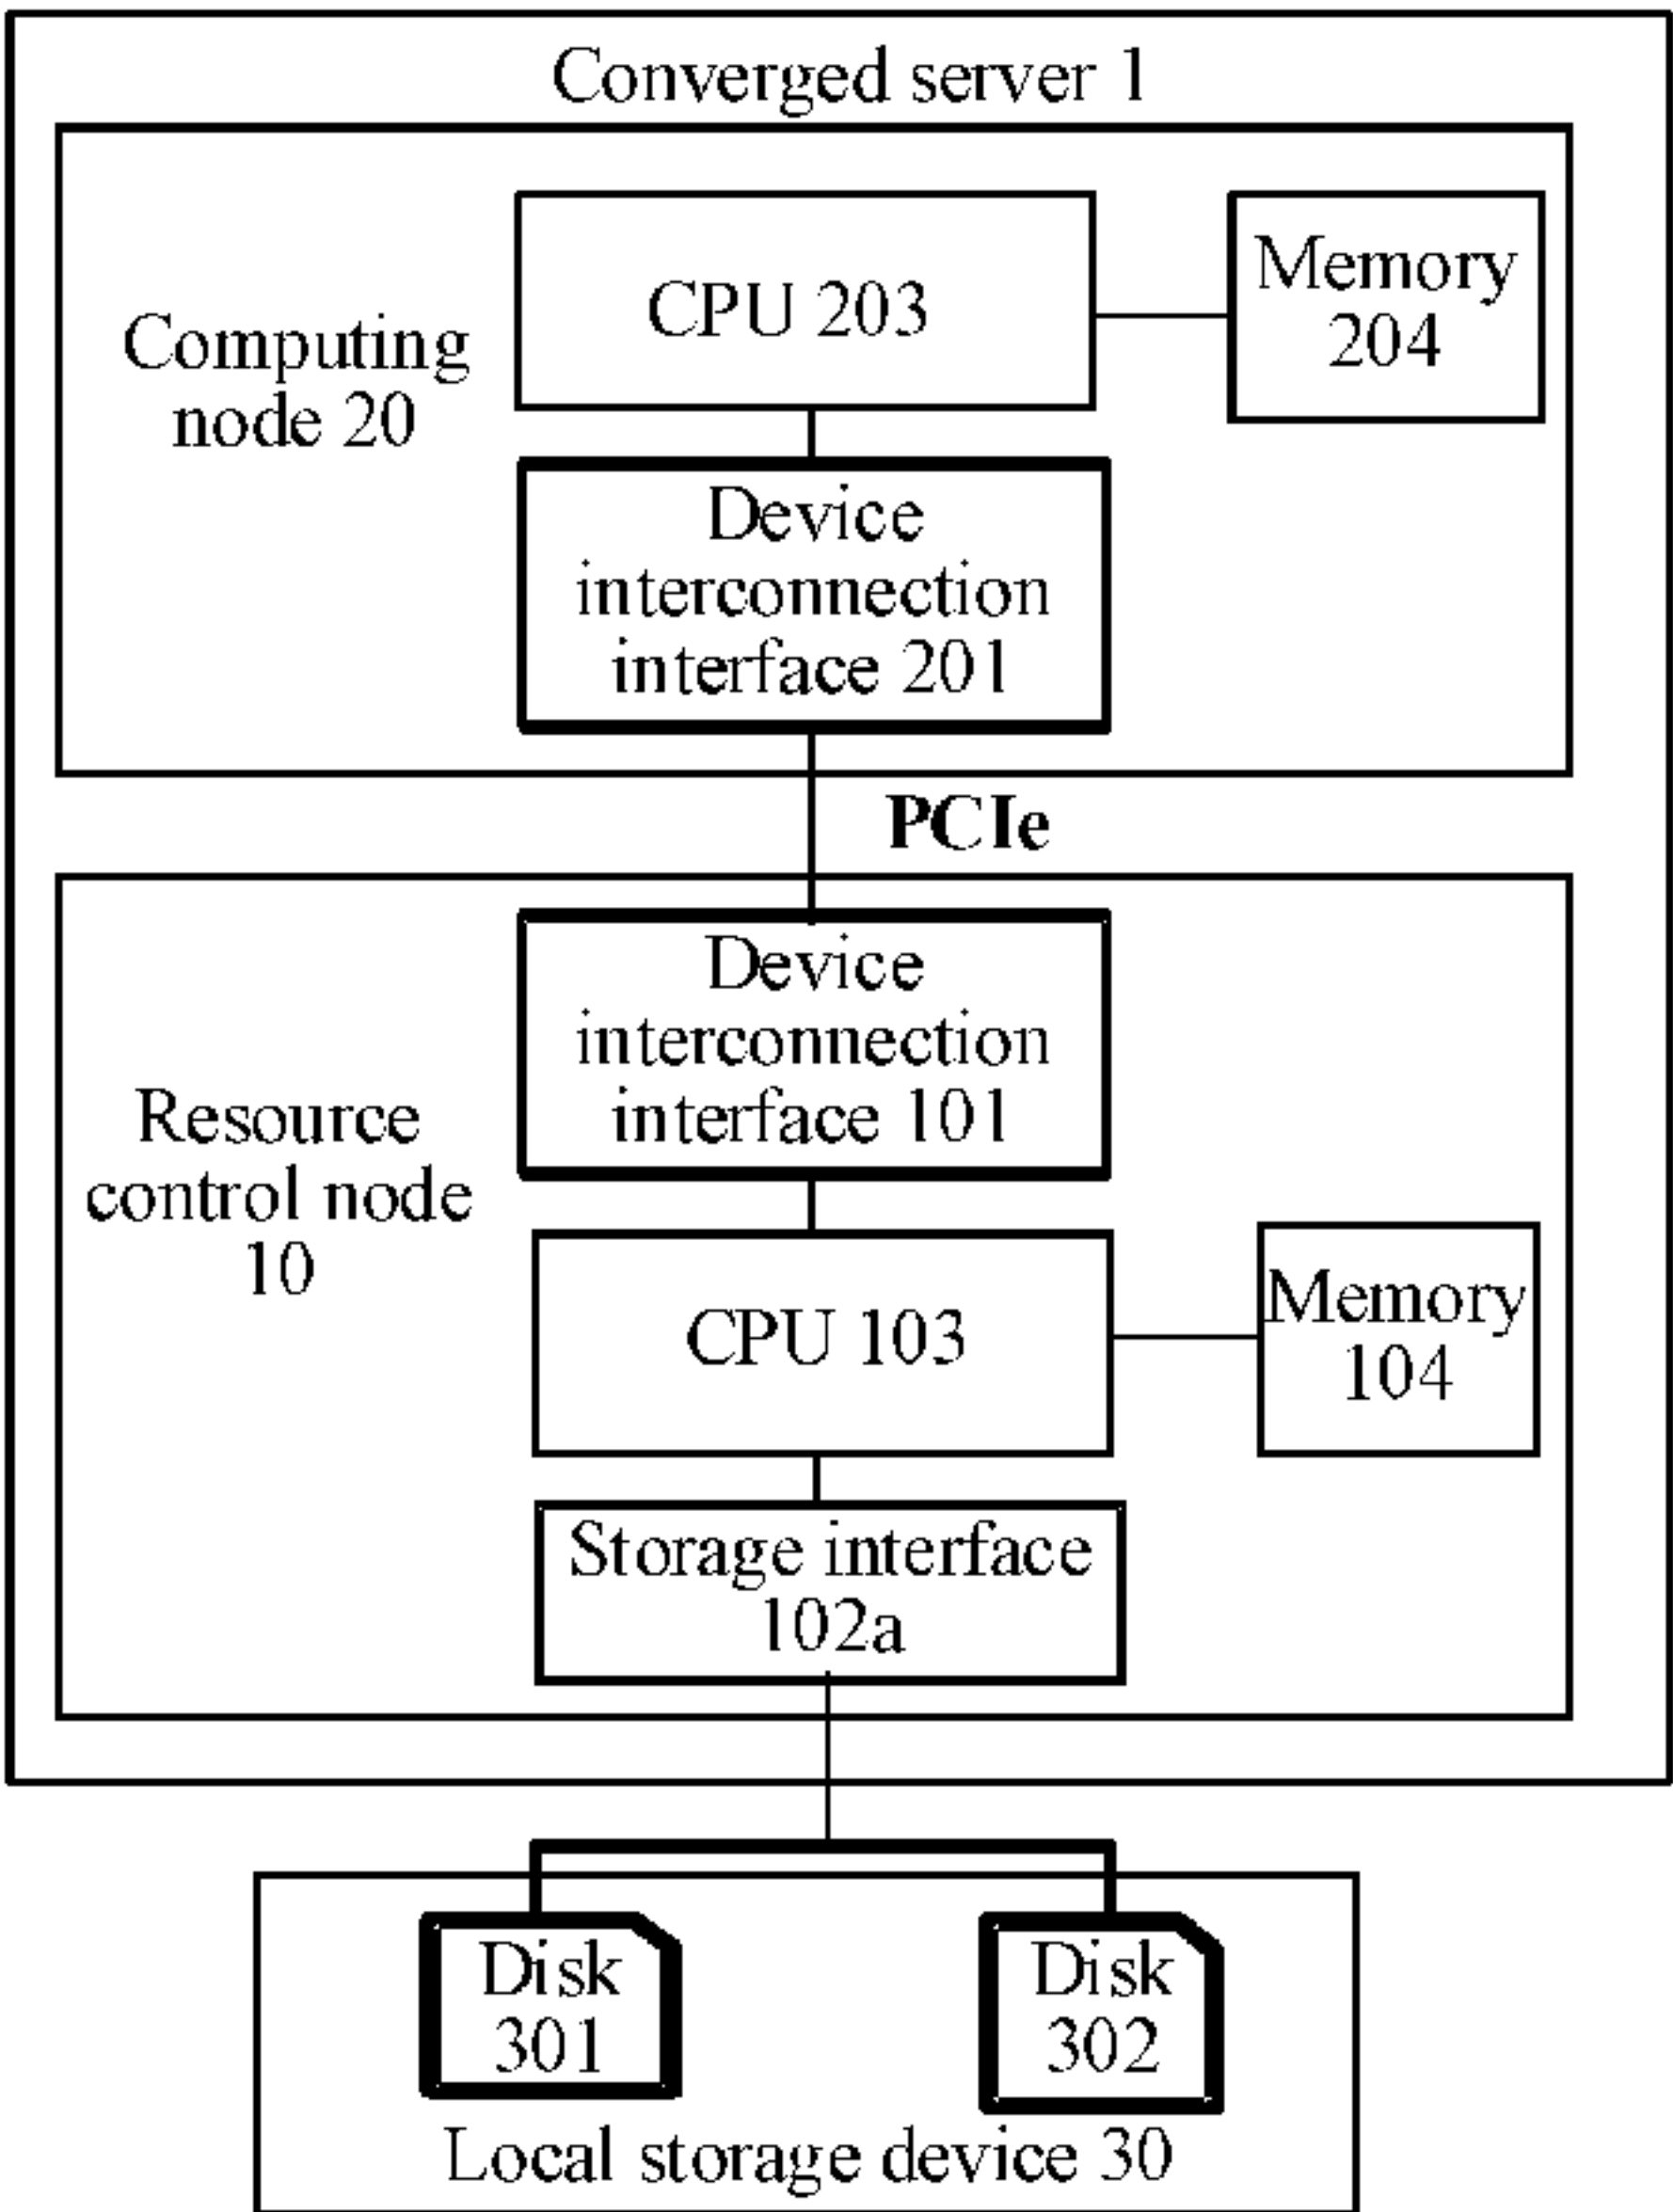 Converged server 1
CPU 203
Memory
204
Computing
node 20
Device
interconnection
interface 201
PCIe
Device
interconnection
interface 101
Resource
control node
10
CPU 103
Memory
104
Storage interface
102a
Disk
301
Disk
302
Local storage device 30